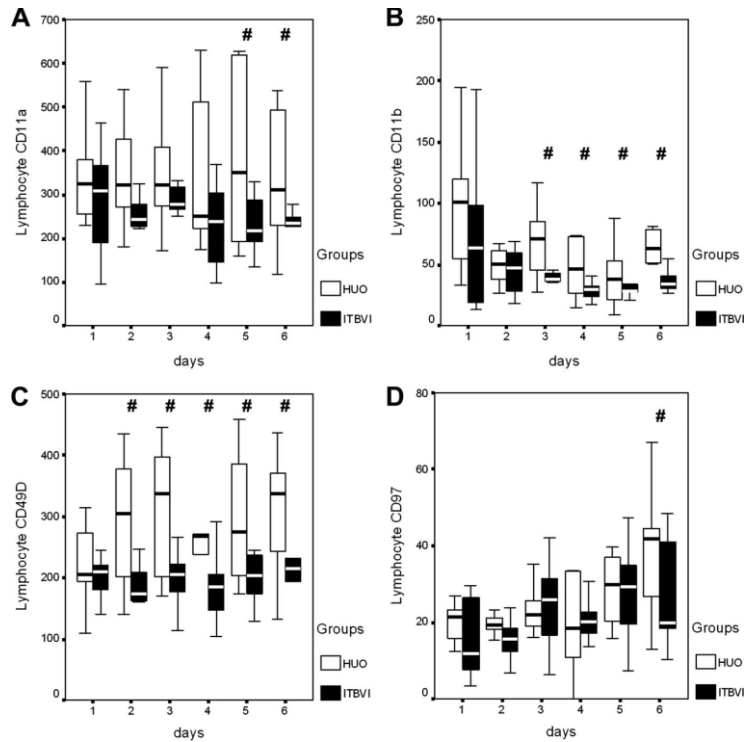 A
Lymphocyte CD11a
700
600
500
400
300
200
100
0
# #
1 2 3 4 5 6
days
Groups
HUO
ITBVI
B
Lymphocyte CD11b
250
200
150
100
50
0
# # # #
1 2 3 4 5 6
days
Groups
HUO
ITBVI
C
Lymphocyte CD49D
500
400
300
200
100
0
# # # # #
1 2 3 4 5 6
days
Groups
HUO
ITBVI
D
Lymphocyte CD97
80
60
40
20
0
#
1 2 3 4 5 6
days
Groups
HUO
ITBVI